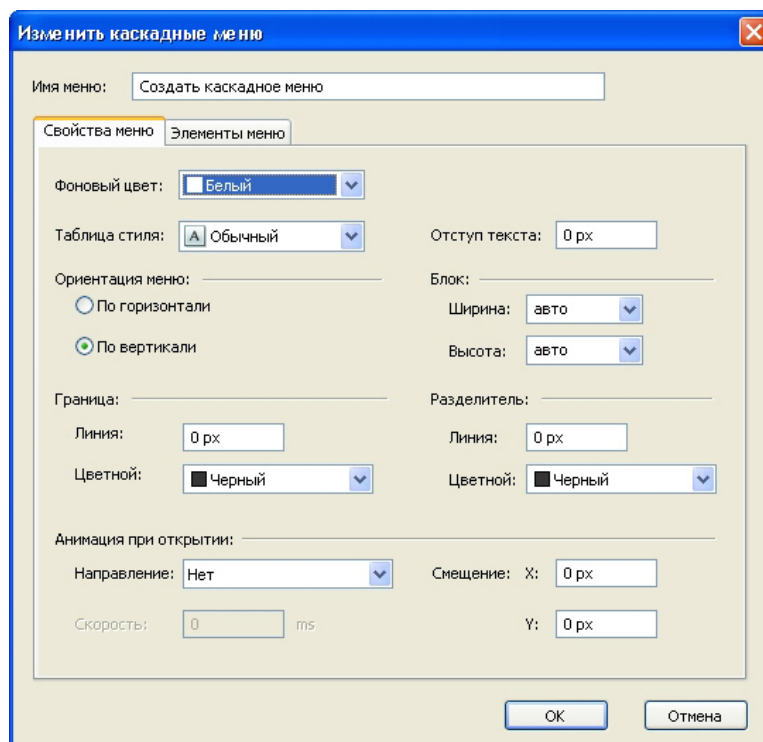 Изменить каскадные меню
Имя меню: Создать каскадное меню
Свойства меню Элементы меню
Фоновый цвет: Белый
Таблица стиля: A Обычный Отступ текста: 0 px
Ориентация меню: Блок:
По горизонтали Ширина: авто
По вертикали Высота: авто
Граница: Разделитель:
Линия: 0 px Линия: 0 px
Цветной: Черный Цветной: Черный
Анимация при открытии:
Направление: Нет Смещение: X: 0 px
Скорость: 0 ms Y: 0 px
OK Отмена